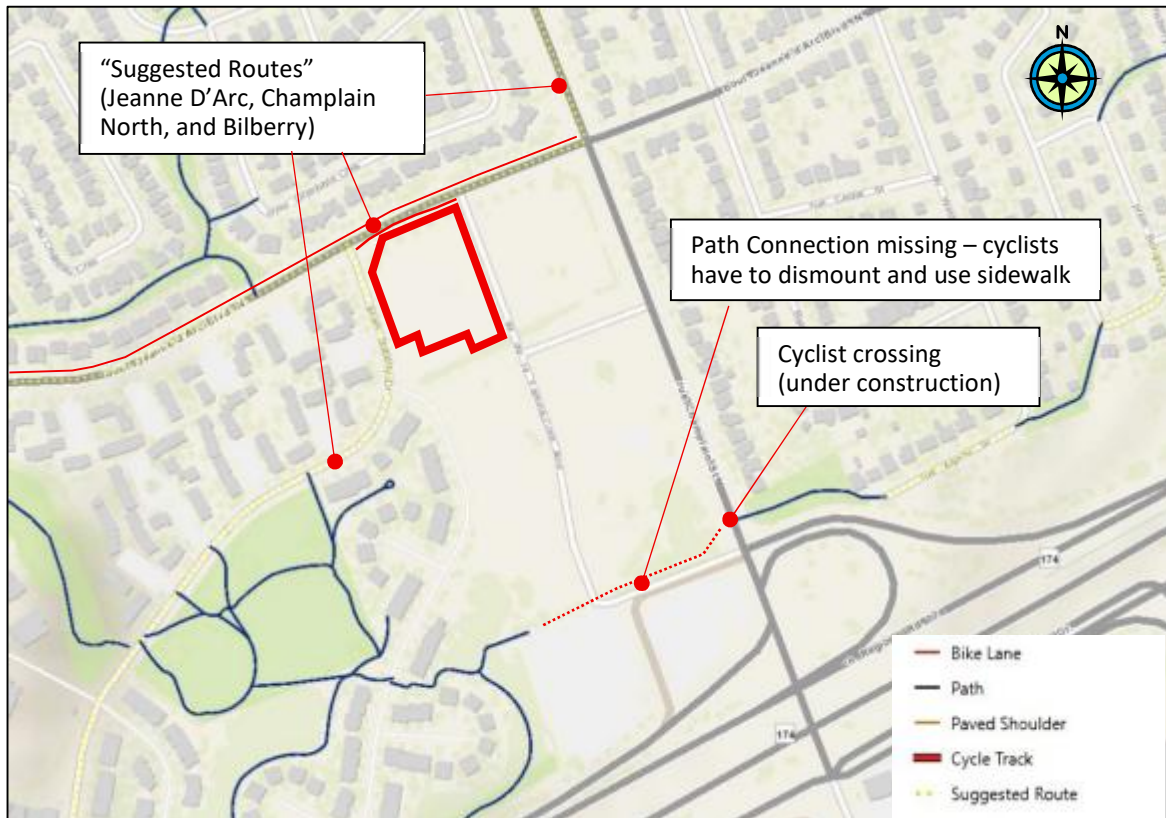 “Suggested Routes”
(Jeanne D’Arc, Champlain
North, and Bilberry)
N
Path Connection missing – cyclists
have to dismount and use sidewalk
Cyclist crossing
(under construction)
174
174
Bike Lane
Path
Paved Shoulder
Cycle Track
Suggested Route